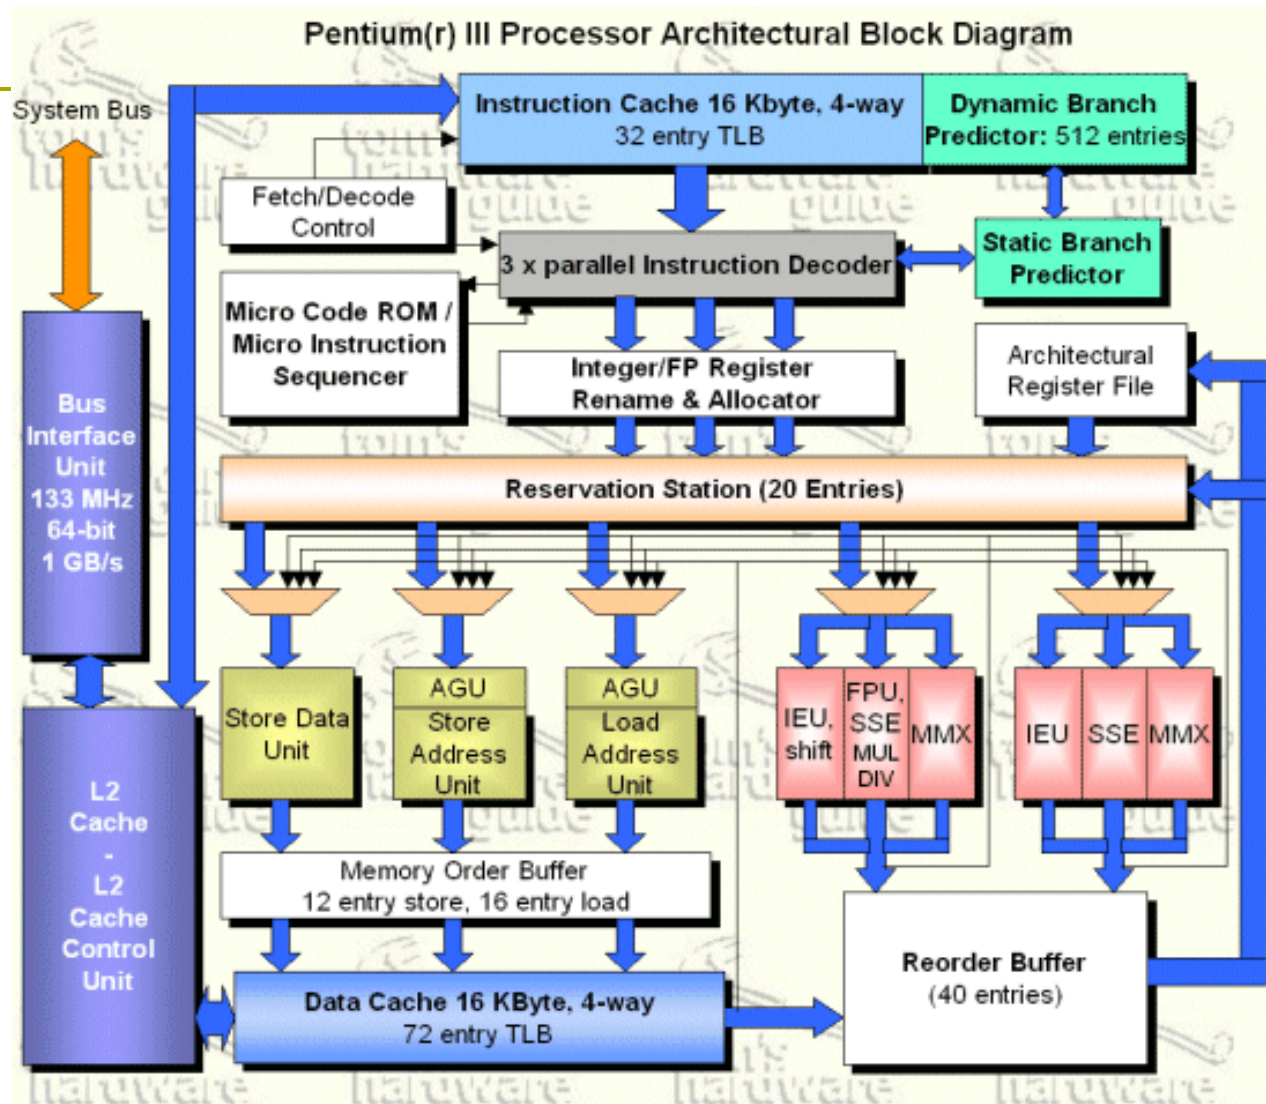 Pentium(r) III Processor Architectural Block Diagram
System Bus
Instruction Cache 16 Kbyte, 4-way
32 entry TLB
Dynamic Branch
Predictor: 512 entries
Fetch/Decode
Control
3 x parallel Instruction Decoder
Static Branch
Predictor
Micro Code ROM /
Micro Instruction
Sequencer
Integer/FP Register
Rename & Allocator
Architectural
Register File
Bus
Interface
Unit
133 MHz
64-bit
1 GB/s
Reservation Station (20 Entries)
Store Data
Unit
AGU
Store
Address
Unit
AGU
Load
Address
Unit
IEU,
shift
FPU,
SSE
MUL
DIV
MMX
IEU
SSE
MMX
L2
Cache
-
L2
Cache
Control
Unit
Memory Order Buffer
12 entry store, 16 entry load
Data Cache 16 KByte, 4-way
72 entry TLB
Reorder Buffer
(40 entries)
tom's
hardware
guide